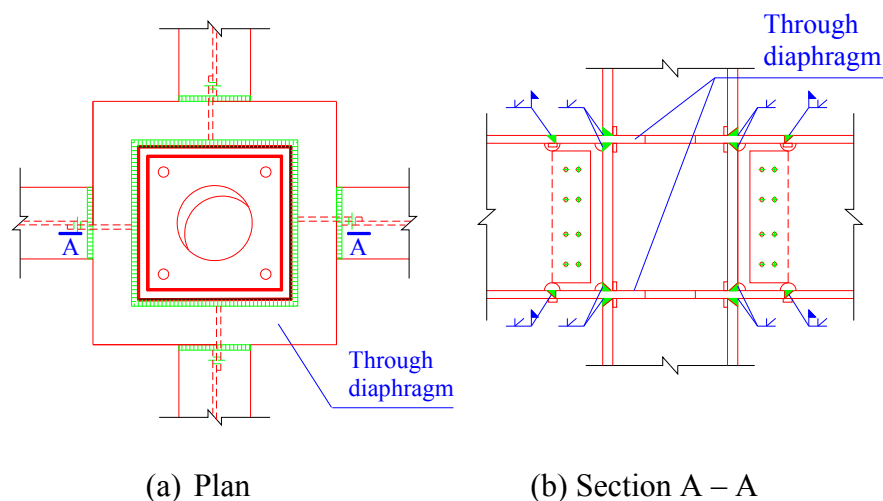 Through
diaphragm
A
A
Through
diaphragm
(a) Plan
(b) Section A – A